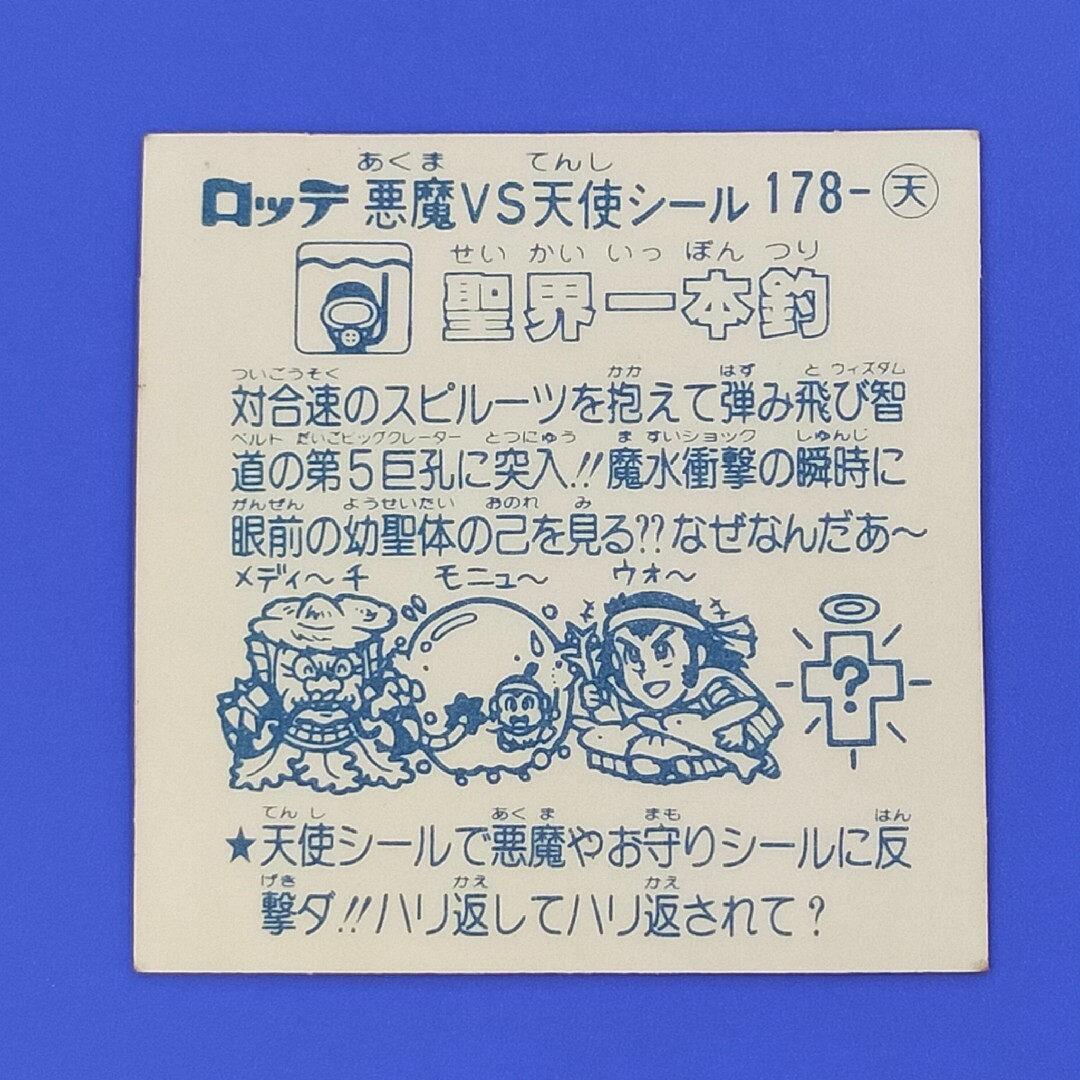 あくま てんし
ロッテ 悪魔VS天使シール 178-天
せい かい いっ ぽん つり
聖界一本釣
ついごうそく かか はず と ウィズダム
対合速のスピルーツを抱えて弾み飛び智
ベルト だいごビッグクレーター とつにゅう ま すいショック しゅんじ
道の第5巨孔に突入!!魔水衝撃の瞬時に
がんぜん ようせいたい おのれ み
眼前の幼聖体の己を見る??なぜなんだあ〜
メディ〜チ モニュ〜 ウォ〜
?
てんし あくま まも はん
★天使シールで悪魔やお守りシールに反
げき かえ かえ
撃ダ!!ハリ返してハリ返されて?